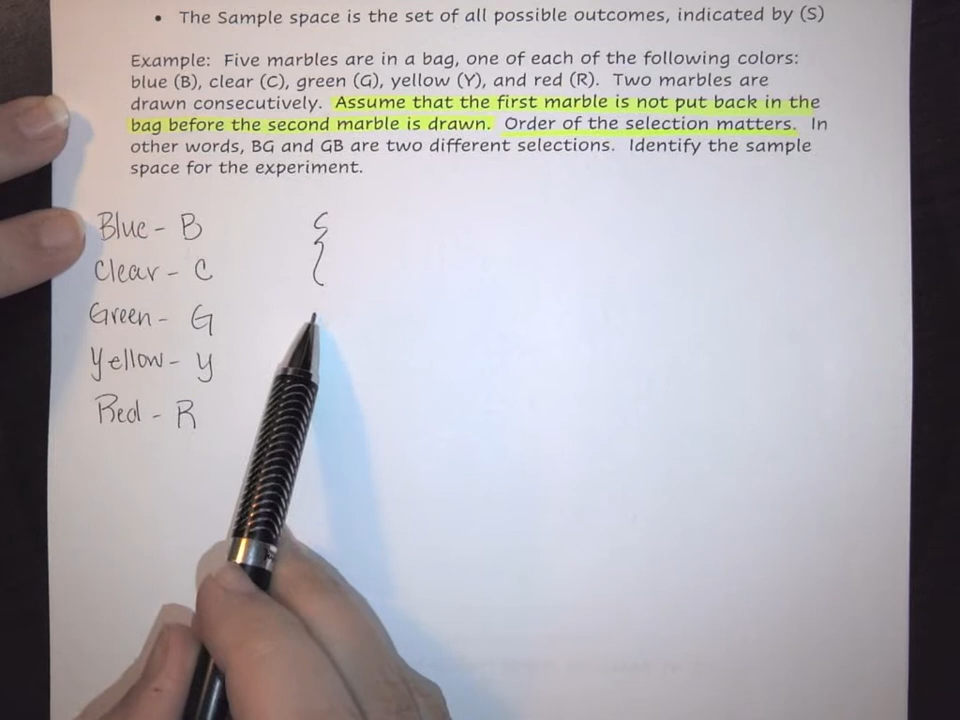 • The Sample space is the set of all possible outcomes, indicated by (S)
Example: Five marbles are in a bag, one of each of the following colors:
blue (B), clear (C), green (G), yellow (Y), and red (R). Two marbles are
drawn consecutively. Assume that the first marble is not put back in the
bag before the second marble is drawn. Order of the selection matters. In
other words, BG and GB are two different selections. Identify the sample
space for the experiment.
Blue - B
Clear - C
Green - G
Yellow - y
Red - R
{